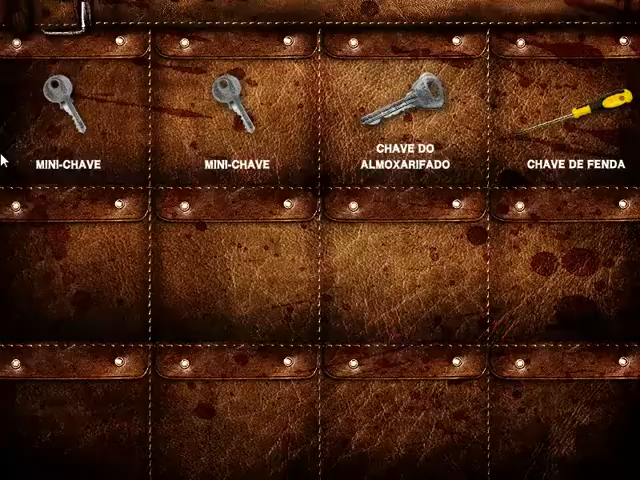 MINI-CHAVE
MINI-CHAVE
CHAVE DO
ALMOXARIFADO
CHAVE DE FENDA